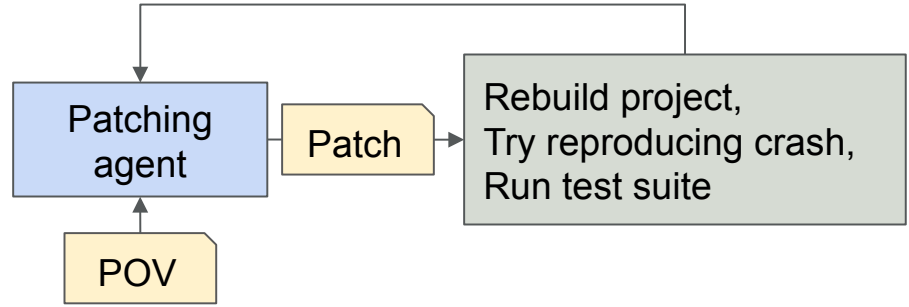 Patching
agent
Patch
Rebuild project,
Try reproducing crash,
Run test suite
POV